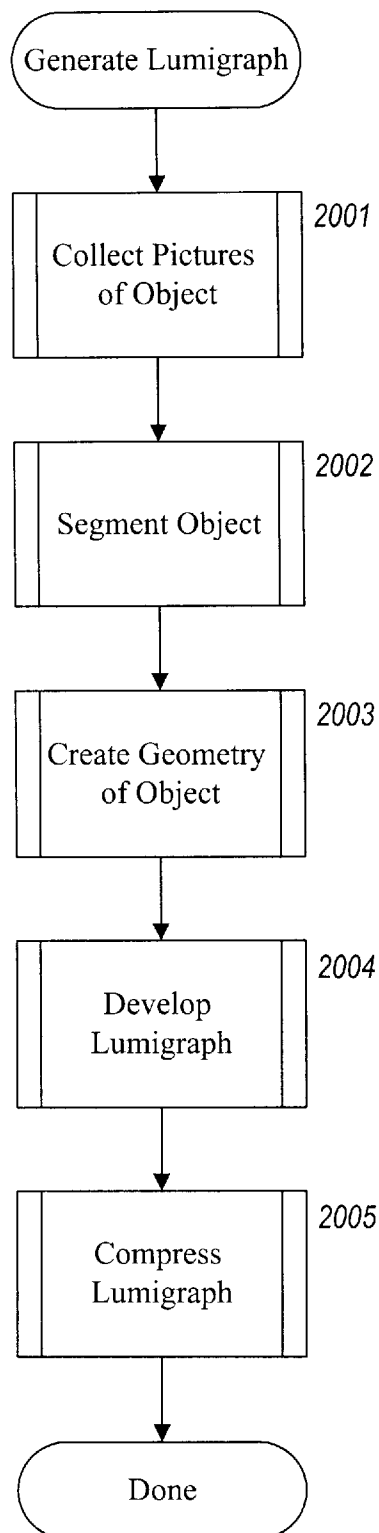 Generate Lumigraph
2001
Collect Pictures
of Object
2002
Segment Object
2003
Create Geometry
of Object
2004
Develop
Lumigraph
2005
Compress
Lumigraph
Done